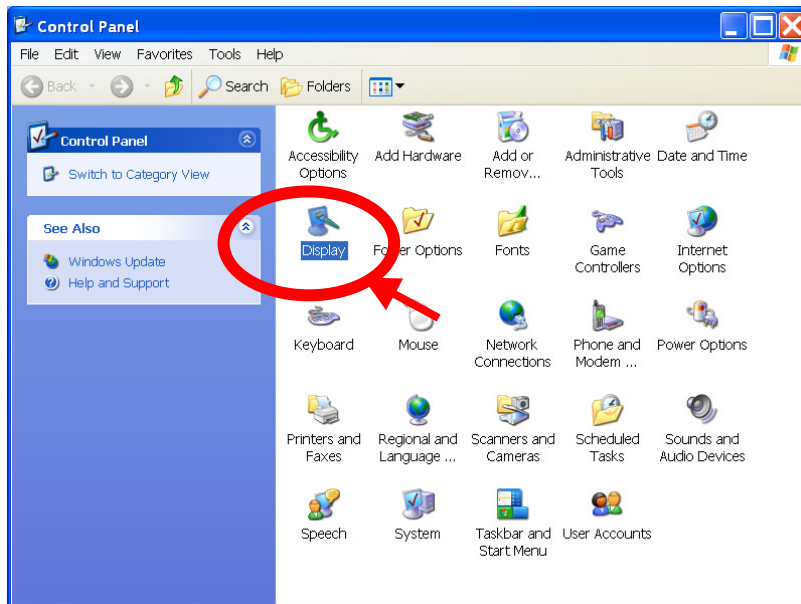 Control Panel
File Edit View Favorites Tools Help
Back Search Folders
Control Panel
Switch to Category View
See Also
Windows Update
Help and Support
Accessibility Options
Add Hardware
Add or Remov...
Administrative Tools
Date and Time
Display
Folder Options
Fonts
Game Controllers
Internet Options
Keyboard
Mouse
Network Connections
Phone and Modem ...
Power Options
Printers and Faxes
Regional and Language ...
Scanners and Cameras
Scheduled Tasks
Sounds and Audio Devices
Speech
System
Taskbar and Start Menu
User Accounts